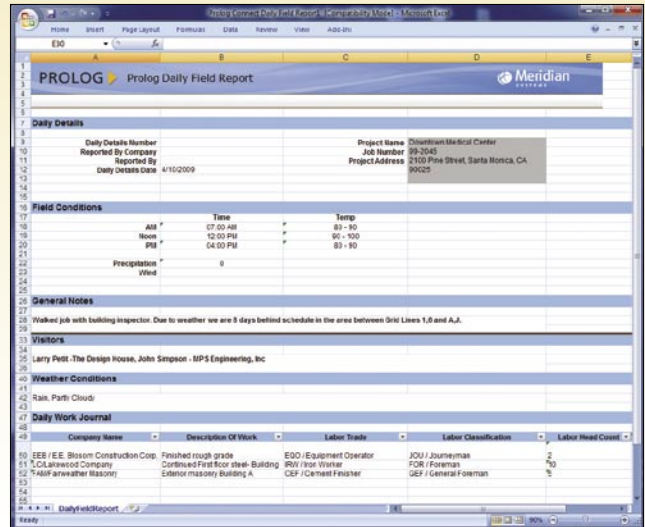 Prolog Connect Daily Field Report [Compatibility Mode] - Microsoft Excel
Home Insert Page Layout Formulas Data Review View Add-Ins
E30 fx
A B C D E
PROLOG Prolog Daily Field Report Meridian SYSTEMS
Daily Details
Daily Details Number Project Name Downtown Medical Center
Reported By Company Job Number 99-2045
Reported By Project Address 2100 Pine Street, Santa Monica, CA
Daily Details Date 4/10/2009 90025
Field Conditions
Time Temp
AM 07:00 AM 80 - 90
Noon 12:00 PM 90 - 100
PM 04:00 PM 80 - 90
Precipitation 0
Wind
General Notes
Walked job with building inspector. Due to weather we are 8 days behind schedule in the area between Grid Lines 1,6 and A,J.
Visitors
Larry Petit -The Design House, John Simpson - MPS Engineering, Inc
Weather Conditions
Rain, Partly Cloudy
Daily Work Journal
Company Name Description Of Work Labor Trade Labor Classification Labor Head Count
EEB / E.E. Blosom Construction Corp. Finished rough grade EQO / Equipment Operator JOU / Journeyman 2
LC/Lakewood Company Continued First floor steel- Building IRW / Iron Worker FOR / Foreman 10
FAM/Fairweather Masonry Exterior masonry Building A CEF / Cement Finisher GEF / General Foreman
DailyFieldReport
Ready 90%